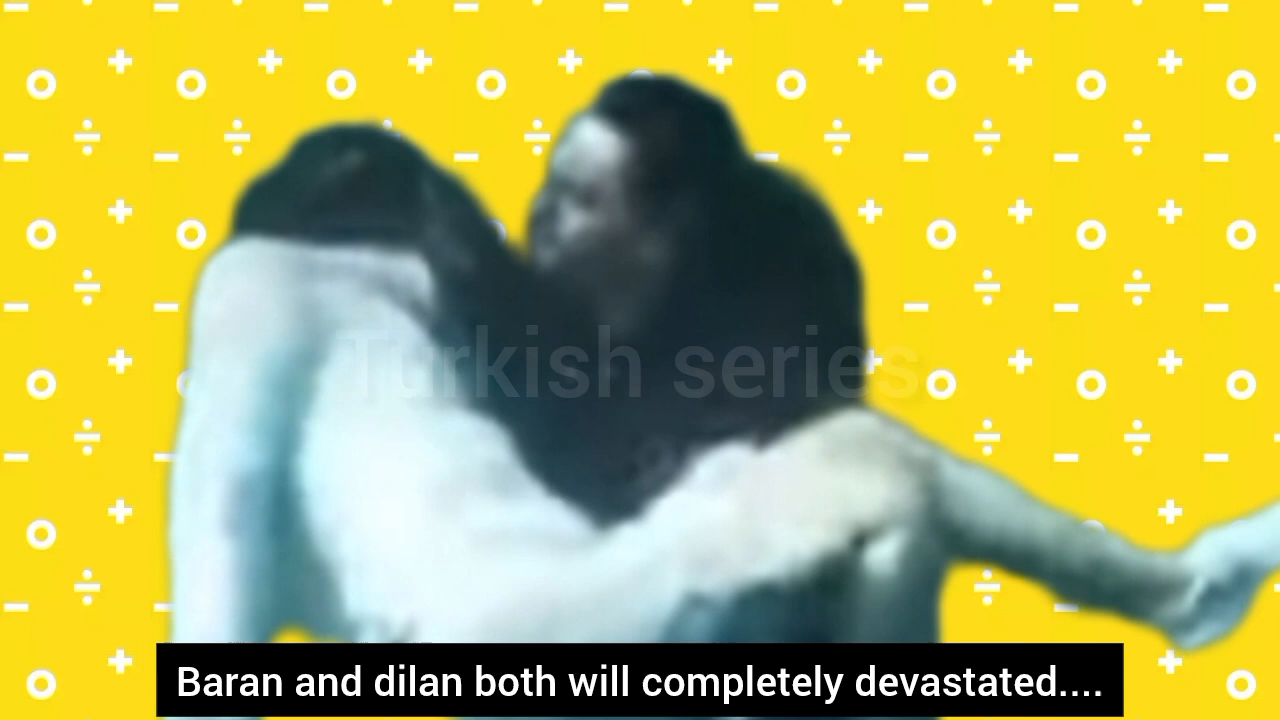 Turkish series
Baran and dilan both will completely devastated....